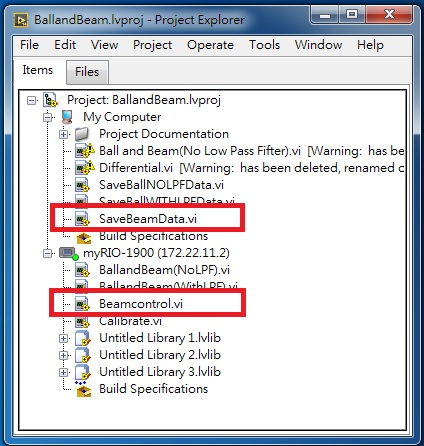 BallandBeam.lvproj - Project Explorer
File Edit View Project Operate Tools Window Help
Items Files
Project: BallandBeam.lvproj
My Computer
Project Documentation
Ball and Beam(No Low Pass Fifter).vi [Warning: has be
Differential.vi [Warning: has been deleted, renamed o
SaveBallNOLPFData.vi
SaveBallWITHLPFData.vi
SaveBeamData.vi
Build Specifications
myRIO-1900 (172.22.11.2)
BallandBeam(NoLPF).vi
BallandBeam(WithLPF).vi
Beamcontrol.vi
Calibrate.vi
Untitled Library 1.lvlib
Untitled Library 2.lvlib
Untitled Library 3.lvlib
Build Specifications